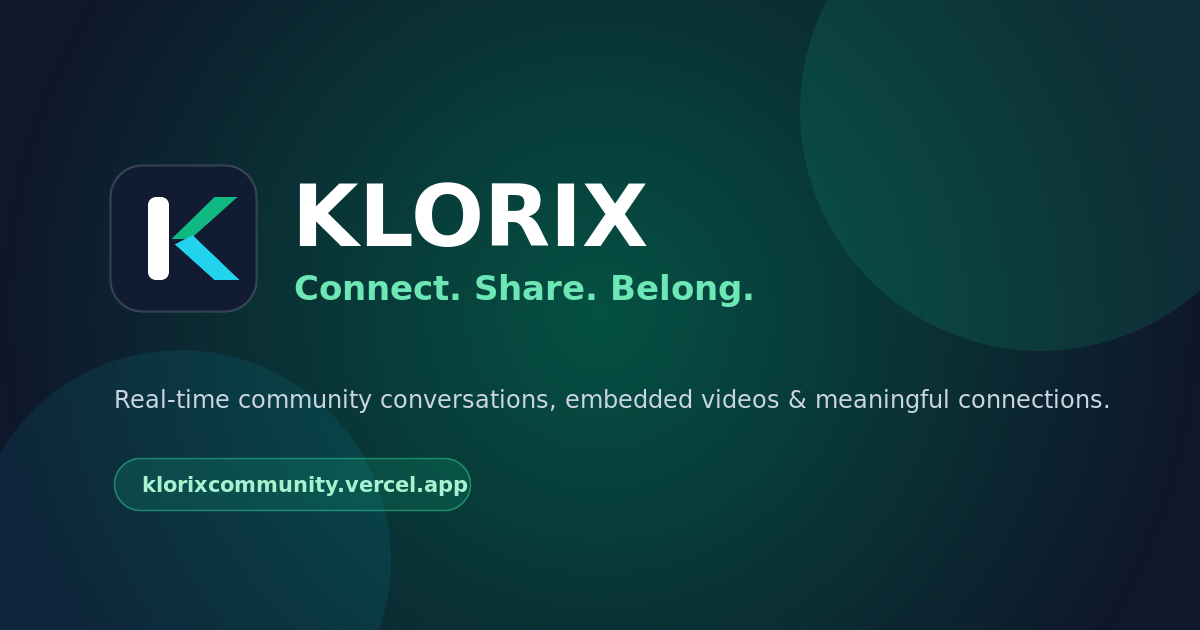 KLORIX
Connect. Share. Belong.
Real-time community conversations, embedded videos & meaningful connections.
klorixcommunity.vercel.app